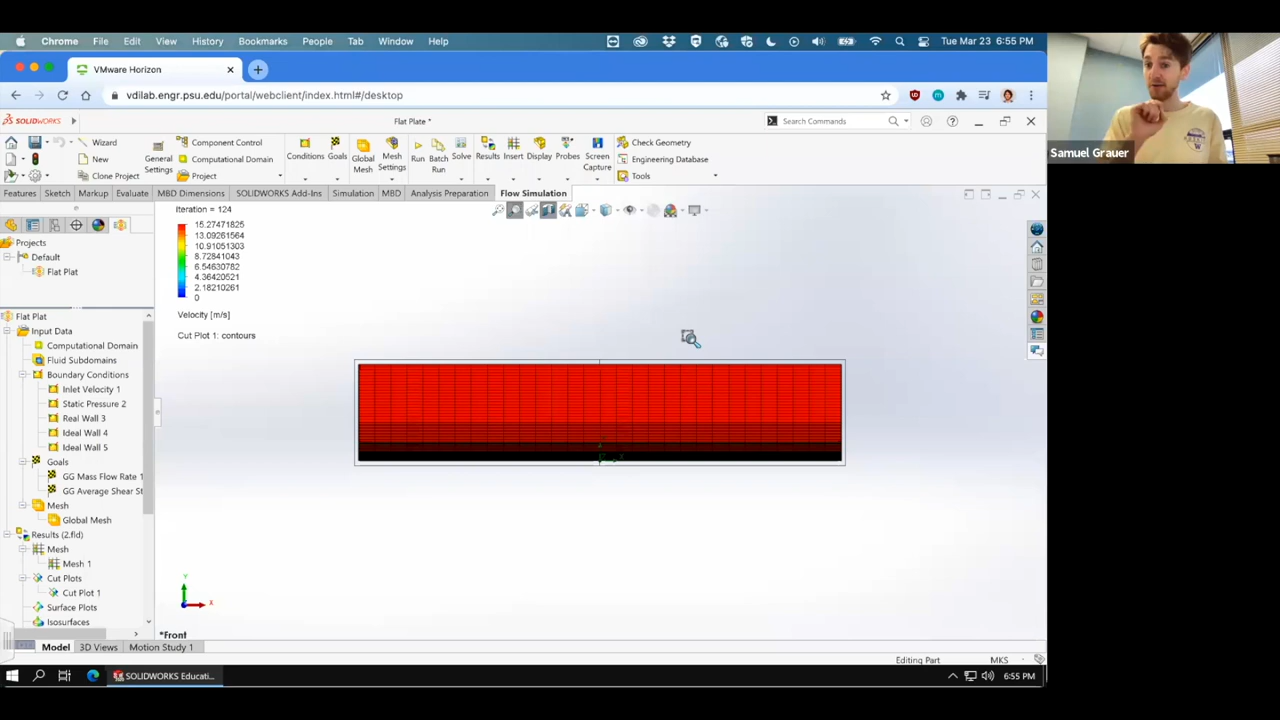 Chrome File Edit View History Bookmarks People Tab Window Help Tue Mar 23 6:55 PM
VMware Horizon
vdilab.engr.psu.edu/portal/webclient/index.html#/desktop
SOLIDWORKS Flat Plate * Search Commands
Wizard
New
Clone Project
General Settings
Component Control
Computational Domain
Project
Conditions Goals Global Mesh Mesh Settings Run Batch Run Solve Results Insert Display Probes Screen Capture
Check Geometry
Engineering Database
Tools
Features Sketch Markup Evaluate MBD Dimensions SOLIDWORKS Add-Ins Simulation MBD Analysis Preparation Flow Simulation
Samuel Grauer
Projects
Default
Flat Plat
Flat Plat
Input Data
Computational Domain
Fluid Subdomains
Boundary Conditions
Inlet Velocity 1
Static Pressure 2
Real Wall 3
Ideal Wall 4
Ideal Wall 5
Goals
GG Mass Flow Rate 1
GG Average Shear St
Mesh
Global Mesh
Results (2.fld)
Mesh
Mesh 1
Cut Plots
Cut Plot 1
Surface Plots
Isosurfaces
Iteration = 124
15.27471825
13.09261564
10.91051303
8.72841042
6.54630782
4.36420521
2.18210261
0
Velocity [m/s]
Cut Plot 1: contours
Y
X
*Front
Model 3D Views Motion Study 1
Editing Part MKS
SOLIDWORKS Educati... 6:55 PM